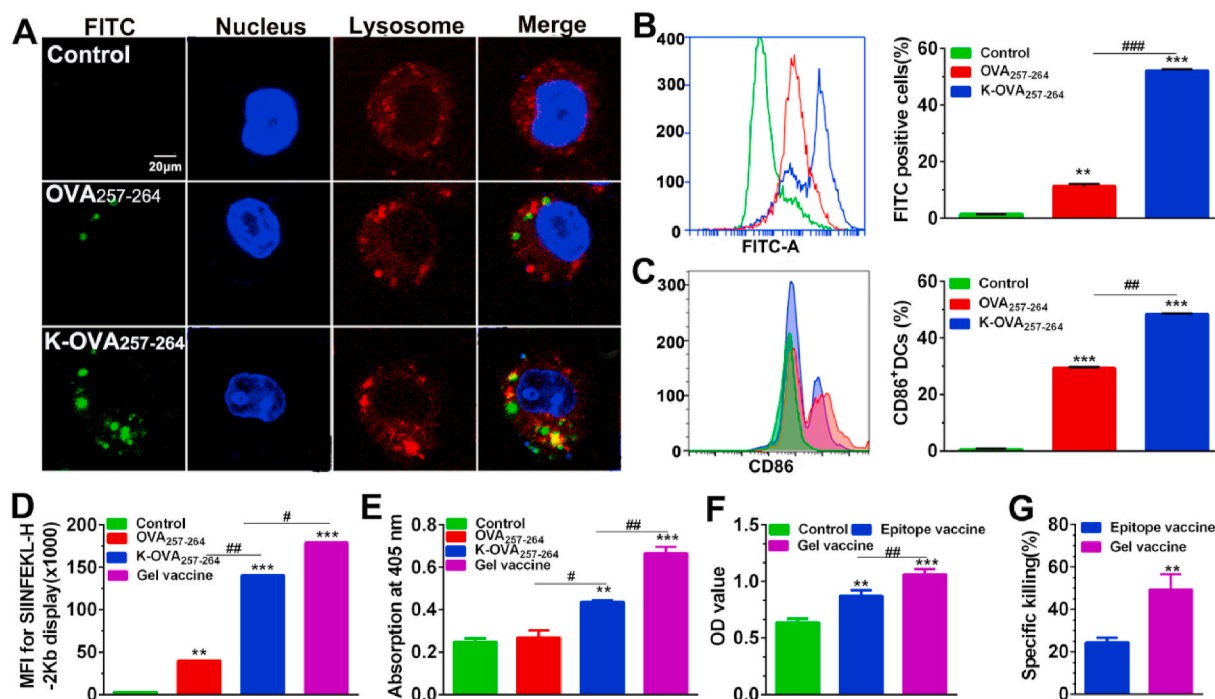 A
FITC Nucleus Lysosome Merge
Control
20μm
OVA257-264
K-OVA257-264
B
400
300
200
100
0
FITC-A
FITC positive cells(%)
60
40
20
0
Control
OVA257-264
K-OVA257-264
###
***
**
C
300
200
100
0
CD86
CD86+DCs (%)
60
40
20
0
Control
OVA257-264
K-OVA257-264
##
***
***
D
MFI for SIINFEKL-H
-2Kb display(x1000)
200
150
100
50
0
Control
OVA257-264
K-OVA257-264
Gel vaccine
#
***
##
***
**
E
Absorption at 405 nm
0.8
0.6
0.4
0.2
0.0
Control
OVA257-264
K-OVA257-264
Gel vaccine
##
***
#
**
F
OD value
1.5
1.0
0.5
0.0
Control Epitope vaccine
Gel vaccine
##
***
**
G
Specific killing(%)
80
60
40
20
0
Epitope vaccine
Gel vaccine
**